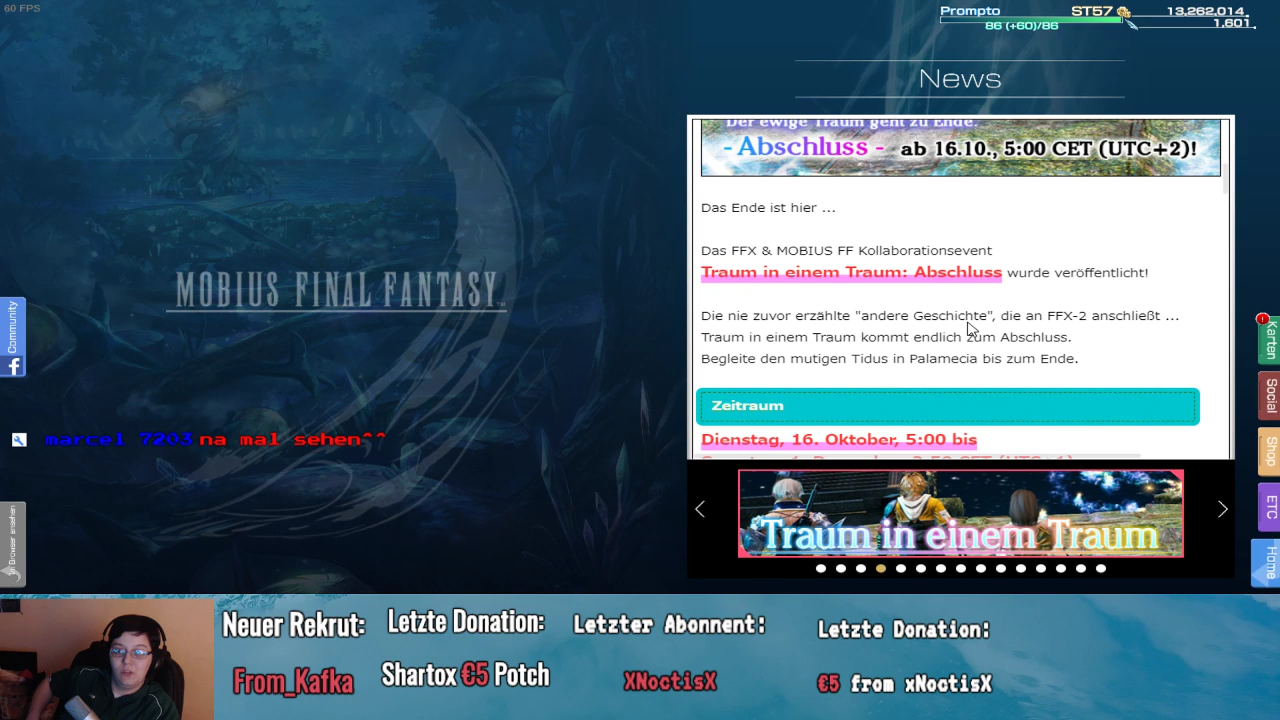 60 FPS
Prompto ST57 13,262,014
86 (+60)/86 1,601
News
Der ewige Traum geht zu Ende.
- Abschluss - ab 16.10., 5:00 CET (UTC+2)!
Das Ende ist hier ...
Das FFX & MOBIUS FF Kollaborationsevent
Traum in einem Traum: Abschluss wurde veröffentlicht!
Die nie zuvor erzählte "andere Geschichte", die an FFX-2 anschließt ...
Traum in einem Traum kommt endlich zum Abschluss.
Begleite den mutigen Tidus in Palamecia bis zum Ende.
Zeitraum
Dienstag, 16. Oktober, 5:00 bis
Traum in einem Traum
MOBIUS FINAL FANTASY
Community
marcel 7203 na mal sehen^^
Im Browser ansehen
Karten
Social
Shop
ETC
Home
Neuer Rekrut: Letzte Donation: Letzter Abonnent: Letzte Donation:
From_Kafka Shartox €5 Potch XNoctisX €5 from xNoctisX